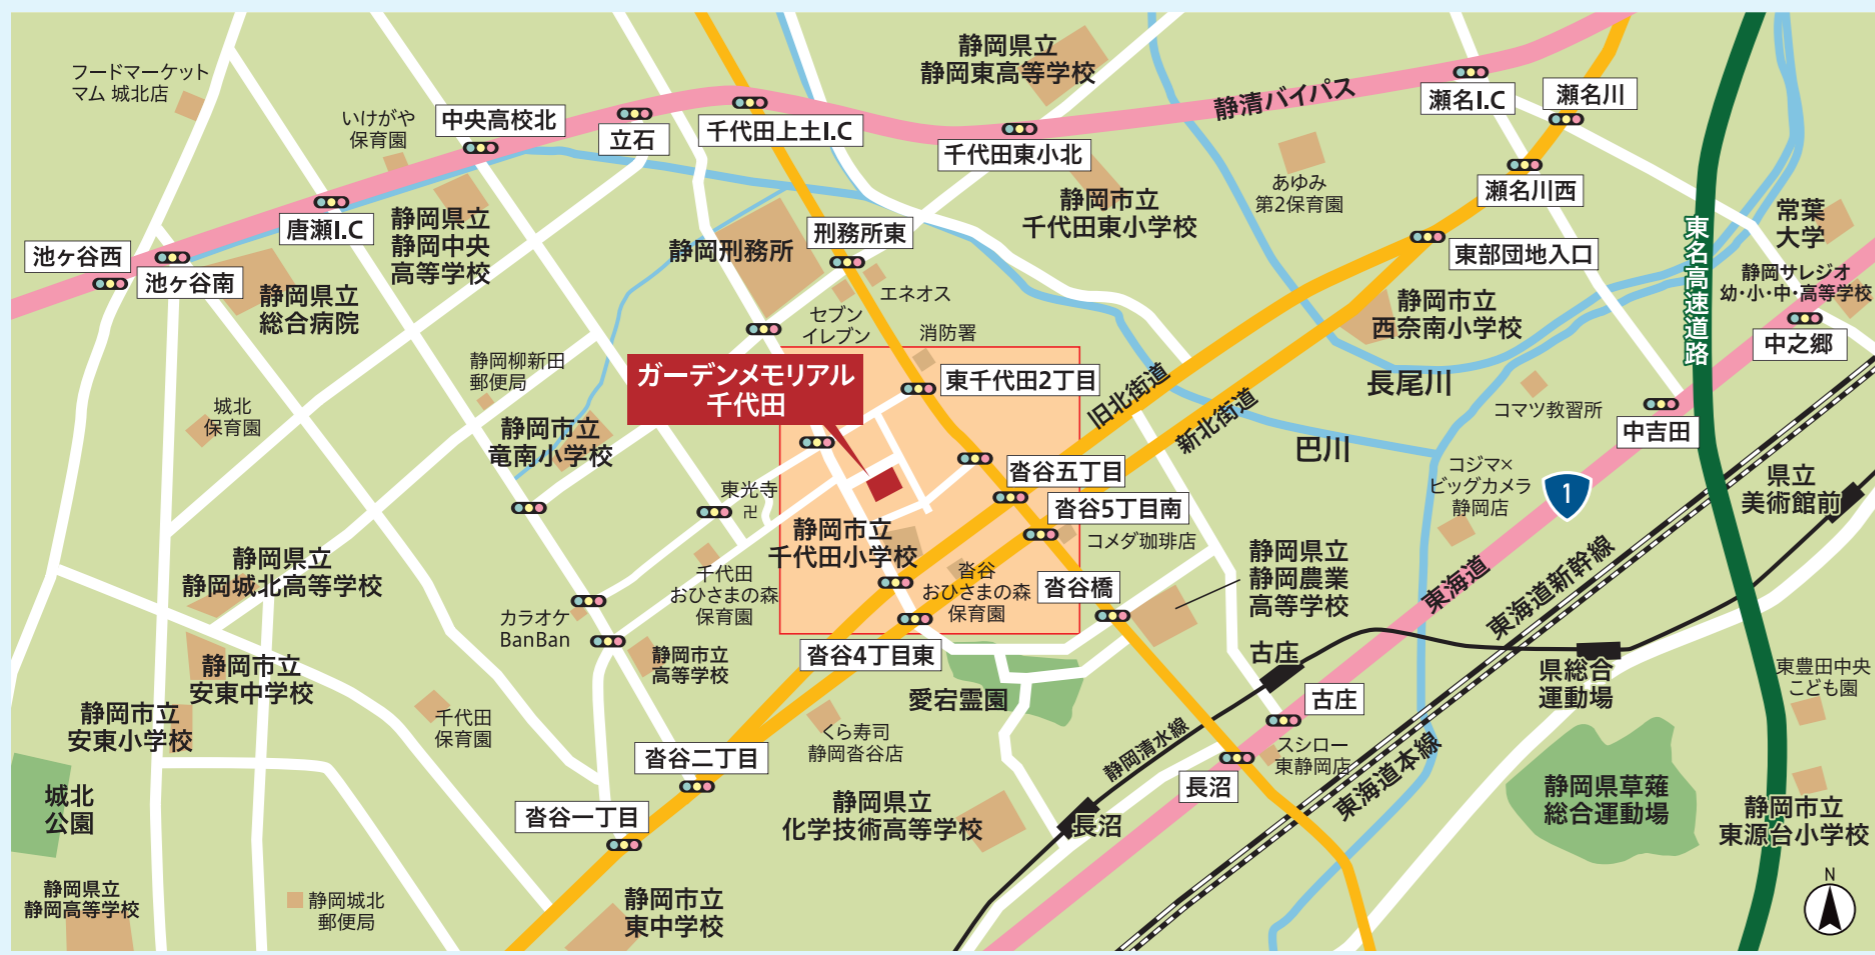 フードマーケット
マム 城北店
いけがや
保育園
中央高校北
立石
千代田上土I.C
静岡県立
静岡東高等学校
千代田東小北
静清バイパス
瀬名I.C
瀬名川
瀬名川西
東名高速道路
常葉
大学
静岡サレジオ
幼・小・中・高等学校
中之郷
池ヶ谷西
池ヶ谷南
唐瀬I.C
静岡県立
静岡中央
高等学校
静岡県立
総合病院
静岡刑務所
刑務所東
エネオス
セブン
イレブン
消防署
静岡市立
千代田東小学校
あゆみ
第2保育園
東部団地入口
静岡市立
西奈南小学校
長尾川
コマツ教習所
中吉田
静岡柳新田
郵便局
ガーデンメモリアル
千代田
東千代田2丁目
旧北街道
新北街道
巴川
コジマ×
ビッグカメラ
静岡店
1
県立
美術館前
城北
保育園
静岡市立
竜南小学校
東光寺
卍
沓谷五丁目
沓谷5丁目南
コメダ珈琲店
静岡市立
千代田小学校
沓谷
おひさまの森
保育園
沓谷橋
静岡県立
静岡農業
高等学校
東海道
東海道新幹線
静岡県立
静岡城北高等学校
千代田
おひさまの森
保育園
カラオケ
BanBan
静岡市立
高等学校
沓谷4丁目東
愛宕霊園
古庄
古庄
県総合
運動場
東豊田中央
こども園
静岡市立
安東中学校
静岡市立
安東小学校
千代田
保育園
くら寿司
静岡沓谷店
静岡清水線
スシロー
東静岡店
東海道本線
長沼
長沼
沓谷二丁目
沓谷一丁目
静岡県立
化学技術高等学校
静岡県草薙
総合運動場
静岡市立
東源台小学校
城北
公園
静岡県立
静岡高等学校
静岡城北
郵便局
静岡市立
東中学校
N